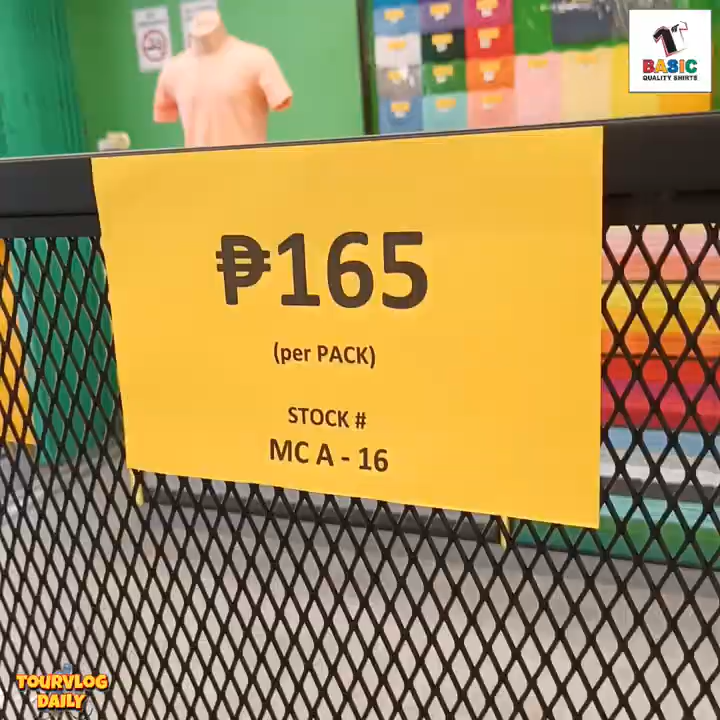 BASIC
QUALITY SHIRTS
₱165
(per PACK)
STOCK #
MC A - 16
TOURVLOG
DAILY